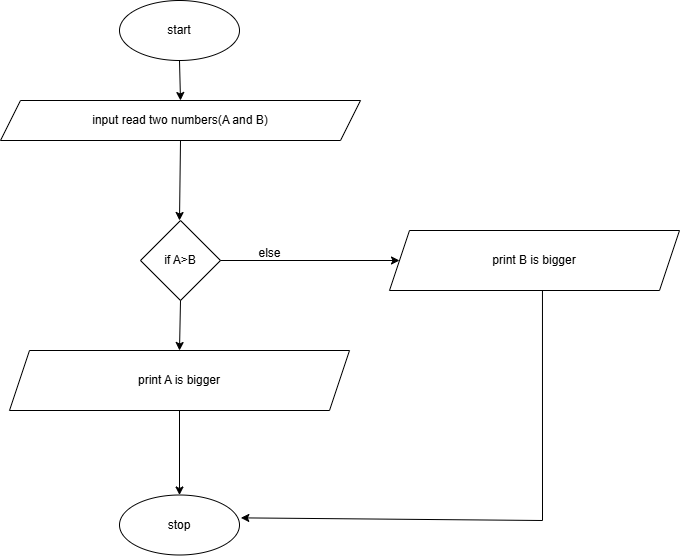 start
input read two numbers(A and B)
if A>B
else
print B is bigger
print A is bigger
stop